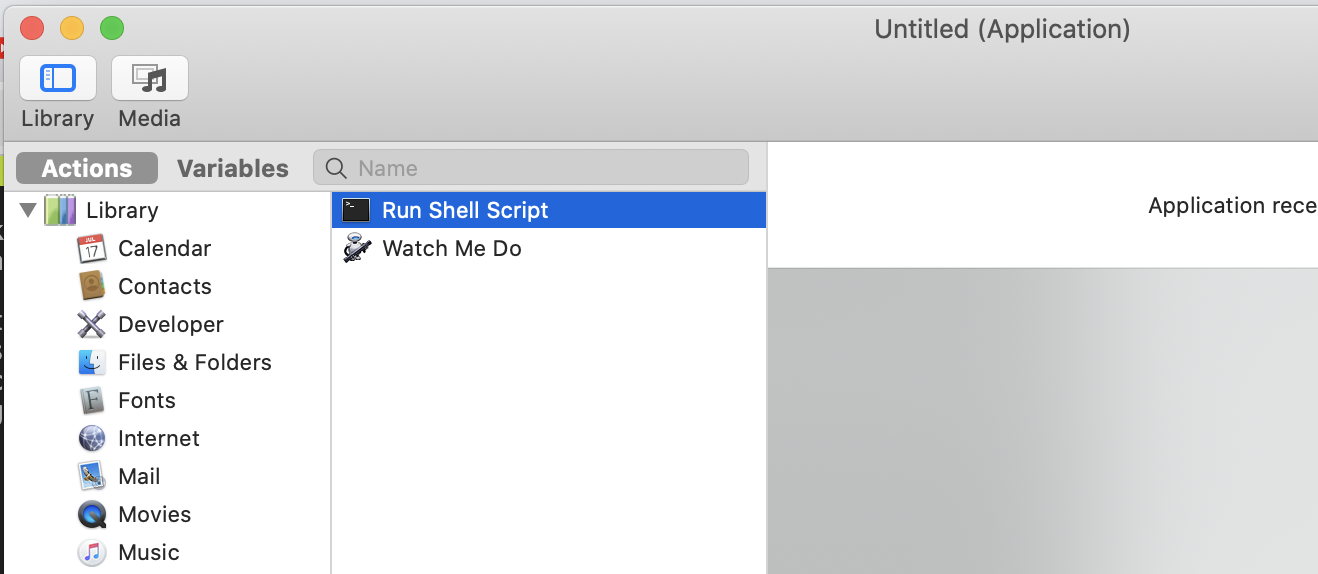 Untitled (Application)
Library Media
Actions Variables Name
Library
Calendar
Contacts
Developer
Files & Folders
Fonts
Internet
Mail
Movies
Music
Run Shell Script
Watch Me Do
Application rece